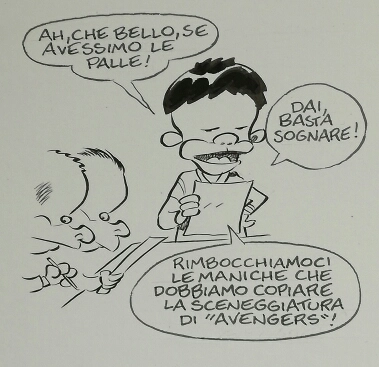 AH, CHE BELLO, SE
AVESSIMO LE
PALLE!
DAI,
BASTA
SOGNARE!
RIMBOCCHIAMOCI
LE MANICHE CHE
DOBBIAMO COPIARE
LA SCENEGGIATURA
DI "AVENGERS"!